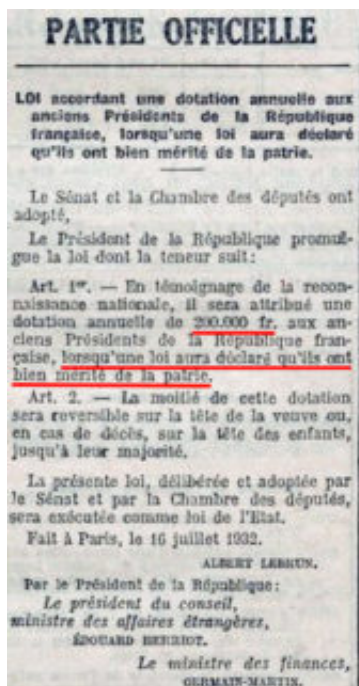 PARTIE OFFICIELLE
LOI accordant une dotation annuelle aux
anciens Présidents de la République
française, lorsqu'une loi aura déclaré
qu'ils ont bien mérité de la patrie.
Le Sénat et la Chambre des députés ont
adopté,
Le Président de la République promul-
gue la loi dont la teneur suit:
Art. 1er. — En témoignage de la recon-
naissance nationale, il sera attribué une
dotation annuelle de 200.000 fr. aux an-
ciens Présidents de la République fran-
çaise, lorsqu'une loi aura déclaré qu'ils ont
bien mérité de la patrie.
Art. 2. — La moitié de cette dotation
sera reversible sur la tête de la veuve ou,
en cas de décès, sur la tête des enfants,
jusqu'à leur majorité.
La présente loi, délibérée et adoptée par
le Sénat et par la Chambre des députés,
sera exécutée comme loi de l'Etat.
Fait à Paris, le 16 juillet 1932.
ALBERT LEBRUN.
Par le Président de la République:
Le président du conseil,
ministre des affaires étrangères,
ÉDOUARD HERRIOT.
Le ministre des finances,
GERMAIN-MARTIN.